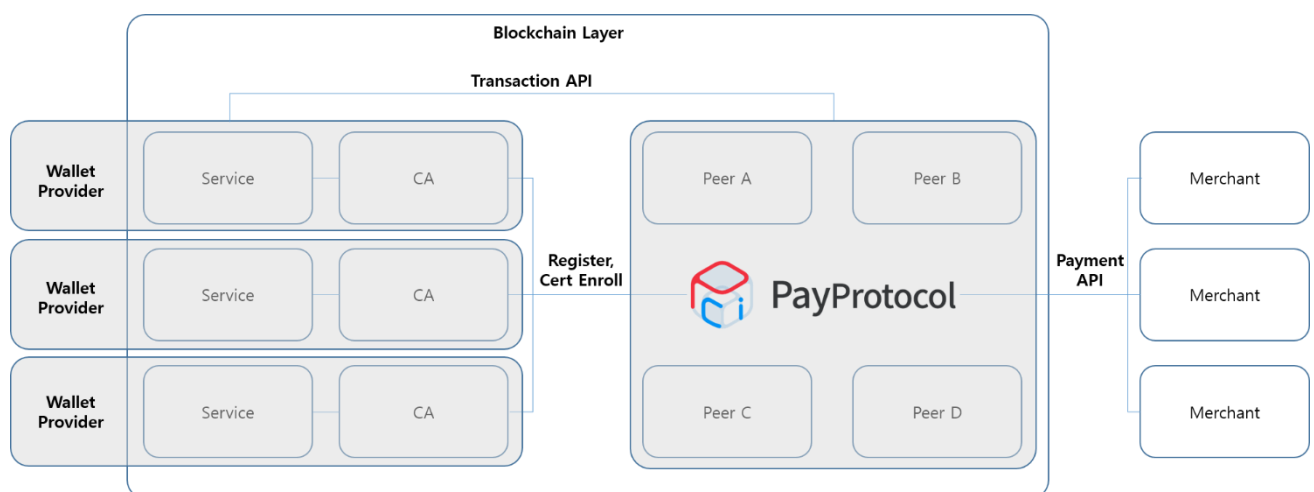 Blockchain Layer
Transaction API
Wallet
Provider
Service
CA
Peer A
Peer B
Merchant
Wallet
Provider
Service
CA
Register,
Cert Enroll
PayProtocol
Payment
API
Merchant
Wallet
Provider
Service
CA
Peer C
Peer D
Merchant